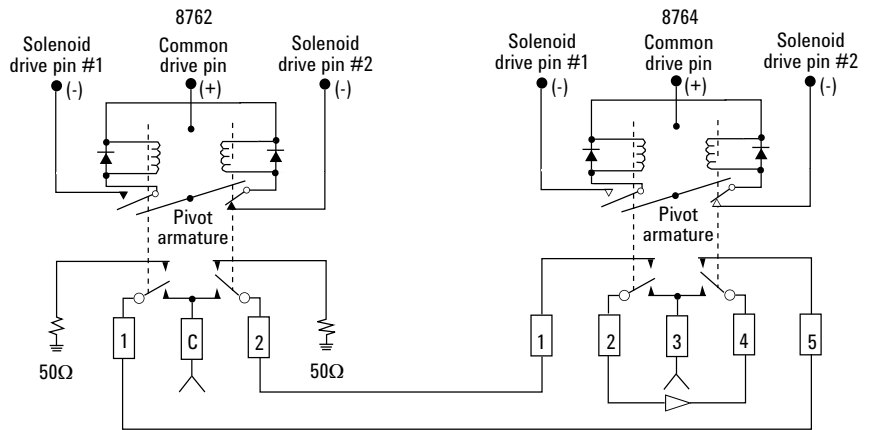 8762
8764
Solenoid
drive pin #1
(-)
Common
drive pin
(+)
Solenoid
drive pin #2
(-)
Solenoid
drive pin #1
(-)
Common
drive pin
(+)
Solenoid
drive pin #2
(-)
Pivot
armature
Pivot
armature
1
C
2
50Ω
50Ω
1
2
3
4
5